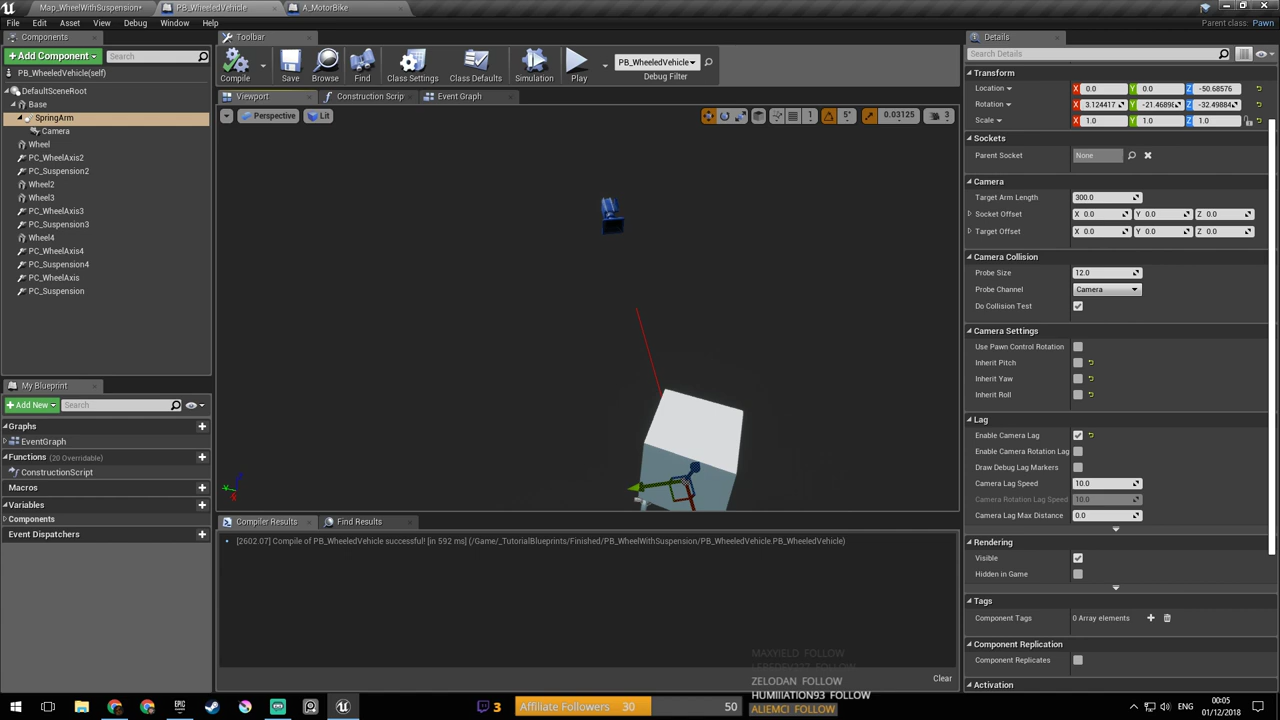 Map_WheelWithSuspension*
PB_WheeledVehicle
A_MotorBike
File Edit Asset View Debug Window Help
Parent class: Pawn
Components
+Add Component
Search
PB_WheeledVehicle(self)
DefaultSceneRoot
Base
SpringArm
Camera
Wheel
PC_WheelAxis2
PC_Suspension2
Wheel2
Wheel3
PC_WheelAxis3
PC_Suspension3
Wheel4
PC_WheelAxis4
PC_Suspension4
PC_WheelAxis
PC_Suspension
My Blueprint
+Add New
Search
Graphs
EventGraph
Functions (20 Overridable)
ConstructionScript
Macros
Variables
Components
Event Dispatchers
Toolbar
Compile
Save
Browse
Find
Class Settings
Class Defaults
Simulation
Play
PB_WheeledVehicle
Debug Filter
Viewport
Construction Scrip
Event Graph
Perspective
Lit
10
5°
0.03125
3
Compiler Results
Find Results
[2602.07] Compile of PB_WheeledVehicle successful! [in 592 ms] (/Game/_TutorialBlueprints/Finished/PB_WheelWithSuspension/PB_WheeledVehicle.PB_WheeledVehicle)
Clear
Details
Search Details
Transform
Location X 0.0 Y 0.0 Z -50.68576
Rotation X 3.124417 Y -21.4689 Z -32.49884
Scale X 1.0 Y 1.0 Z 1.0
Sockets
Parent Socket None
Camera
Target Arm Length 300.0
Socket Offset X 0.0 Y 0.0 Z 0.0
Target Offset X 0.0 Y 0.0 Z 0.0
Camera Collision
Probe Size 12.0
Probe Channel Camera
Do Collision Test
Camera Settings
Use Pawn Control Rotation
Inherit Pitch
Inherit Yaw
Inherit Roll
Lag
Enable Camera Lag
Enable Camera Rotation Lag
Draw Debug Lag Markers
Camera Lag Speed 10.0
Camera Rotation Lag Speed 10.0
Camera Lag Max Distance 0.0
Rendering
Visible
Hidden in Game
Tags
Component Tags 0 Array elements
Component Replication
Component Replicates
Activation
MAXYIELD FOLLOW
ZELODAN FOLLOW
HUMIIATION93 FOLLOW
ALIEMCI FOLLOW
3
Affilate Followers 30 50
ENG
00:05
01/12/2018